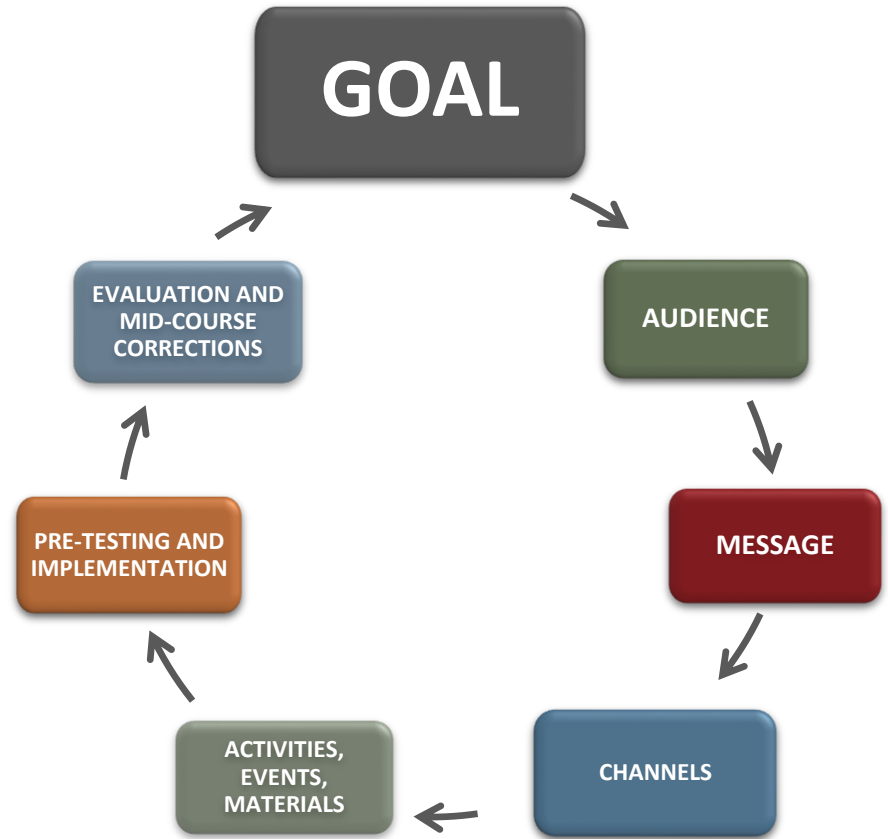 GOAL
AUDIENCE
MESSAGE
CHANNELS
ACTIVITIES,
EVENTS,
MATERIALS
PRE-TESTING AND
IMPLEMENTATION
EVALUATION AND
MID-COURSE
CORRECTIONS